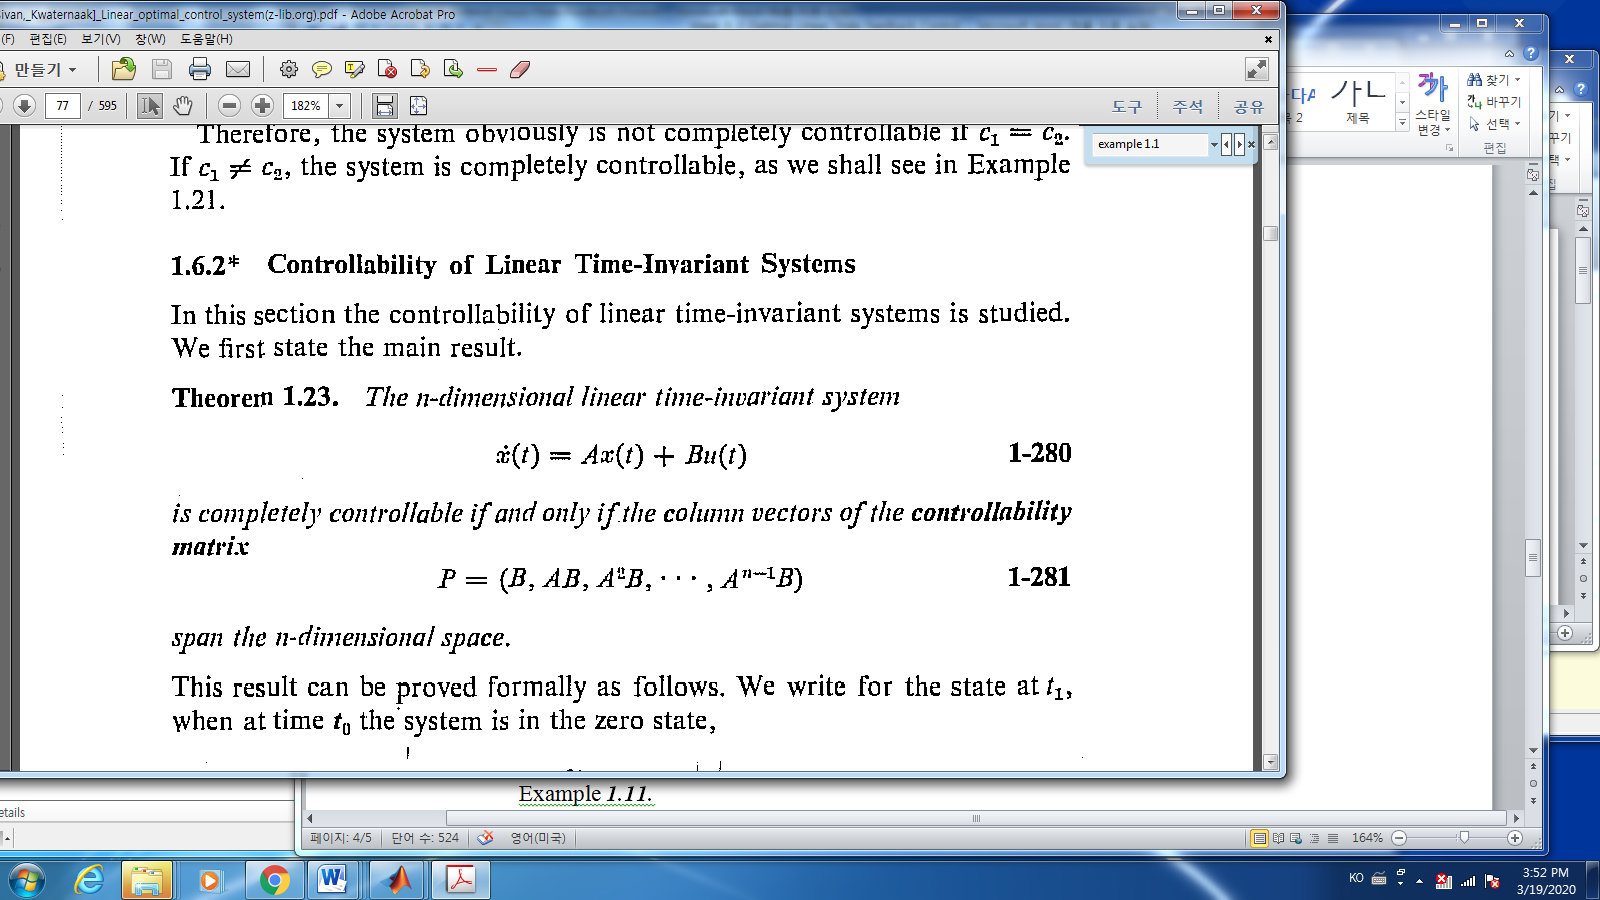 sivan,_Kwaternaak]_Linear_optimal_control_system(z-lib.org).pdf - Adobe Acrobat Pro
(F) 편집(E) 보기(V) 창(W) 도움말(H)
만들기
77 / 595 182% 도구 주석 공유
example 1.1
Therefore, the system obviously is not completely controllable if c₁ = c₂.
If c₁ ≠ c₂, the system is completely controllable, as we shall see in Example
1.21.
1.6.2* Controllability of Linear Time-Invariant Systems
In this section the controllability of linear time-invariant systems is studied.
We first state the main result.
Theorem 1.23. The n-dimensional linear time-invariant system
ẋ(t) = Ax(t) + Bu(t) 1-280
is completely controllable if and only if the column vectors of the controllability
matrix
P = (B, AB, A²B, · · · , Aⁿ⁻¹B) 1-281
span the n-dimensional space.
This result can be proved formally as follows. We write for the state at t₁,
when at time t₀ the system is in the zero state,
제목
스타일
변경
찾기
바꾸기
선택
편집
Example 1.11.
etails
페이지: 4/5 단어 수: 524 영어(미국) 164%
KO
3:52 PM
3/19/2020